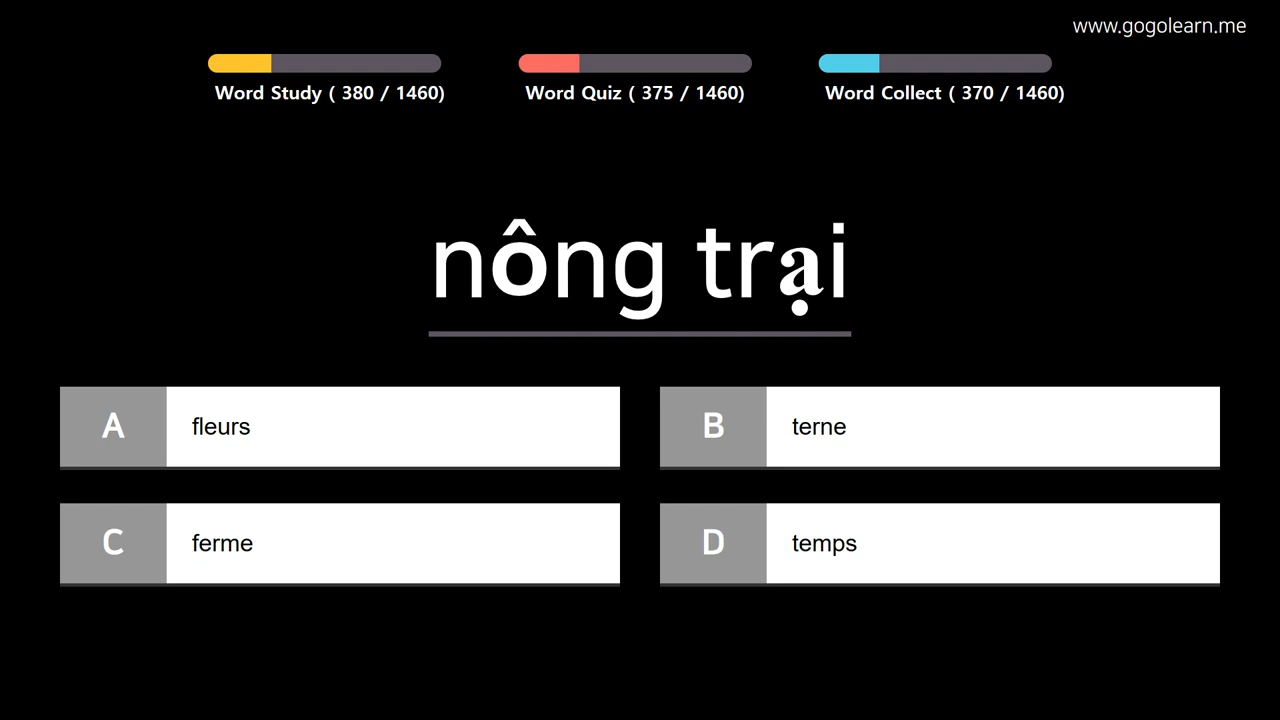 www.gogolearn.me
Word Study ( 380 / 1460)
Word Quiz ( 375 / 1460)
Word Collect ( 370 / 1460)
nông trại
A fleurs
B terne
C ferme
D temps